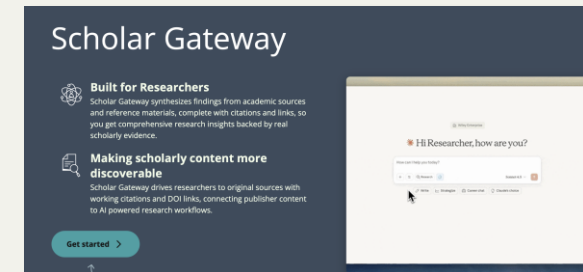 Scholar Gateway
Built for Researchers
Scholar Gateway synthesizes findings from academic sources
and reference materials, complete with citations and links, so
you get comprehensive research insights backed by real
scholarly evidence.
Making scholarly content more
discoverable
Scholar Gateway drives researchers to original sources with
working citations and DOI links, connecting publisher content
to AI powered research workflows.
Get started
Hi Researcher, how are you?
How can I help you today?
Write